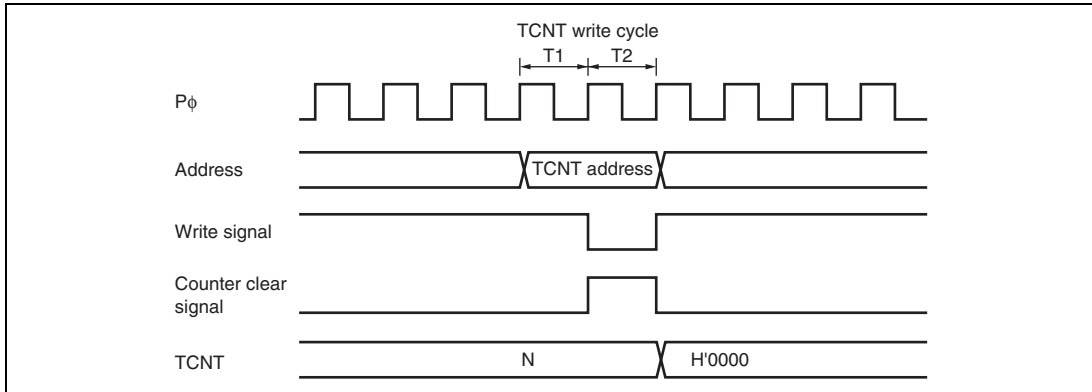 TCNT write cycle
T1 T2
Pϕ
Address
TCNT address
Write signal
Counter clear
signal
TCNT
N
H'0000